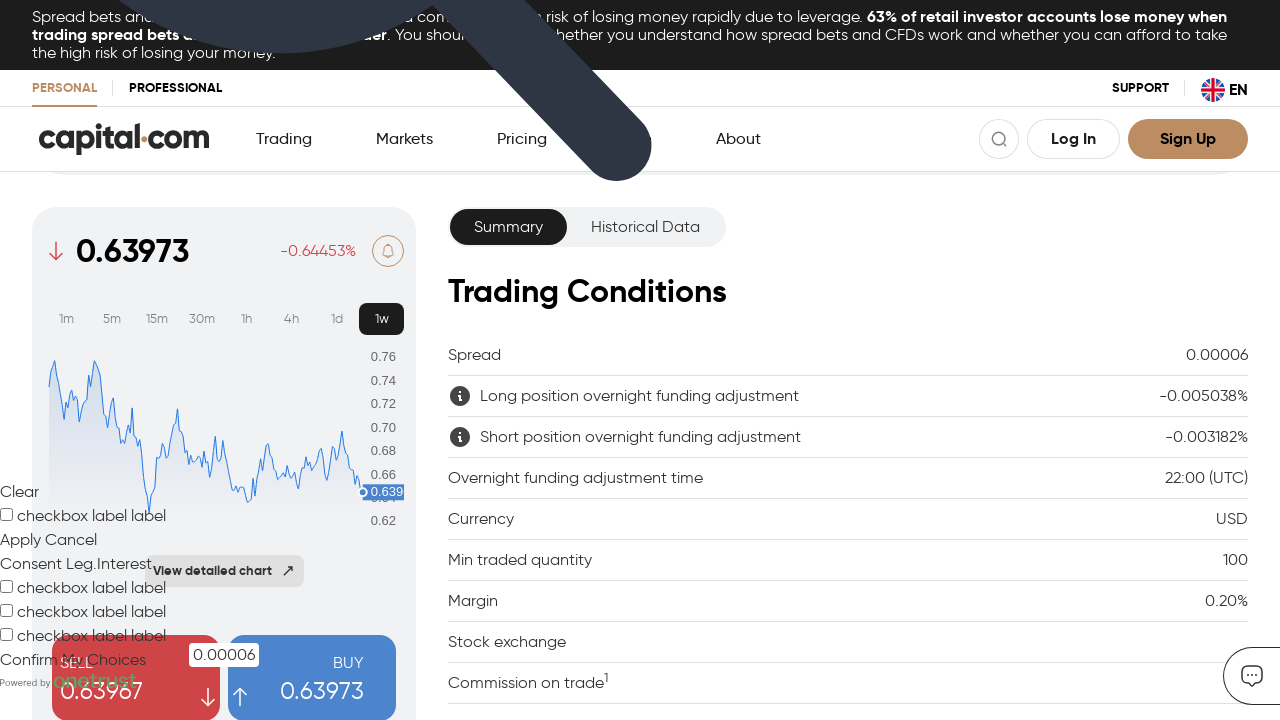 Spread bets and risk of losing money rapidly due to leverage. 63% of retail investor accounts lose money when
trading spread bets . You should whether you understand how spread bets and CFDs work and whether you can afford to take
the high risk of losing your money.
PERSONAL PROFESSIONAL SUPPORT EN
capital.com Trading Markets Pricing About Log In Sign Up
0.63973 -0.64453%
Summary Historical Data
Trading Conditions
1m 5m 15m 30m 1h 4h 1d 1w
0.76
0.74
0.72
0.70
0.68
0.66
0.639
0.62
Spread 0.00006
Long position overnight funding adjustment -0.005038%
Short position overnight funding adjustment -0.003182%
Overnight funding adjustment time 22:00 (UTC)
Currency USD
Min traded quantity 100
Margin 0.20%
Stock exchange
Commission on trade1
Clear
checkbox label label
Apply Cancel
Consent Leg.Interest
View detailed chart
checkbox label label
checkbox label label
checkbox label label
Confirm My Choices
Powered by onetrust
SELL 0.00006 BUY
0.63967 0.63973